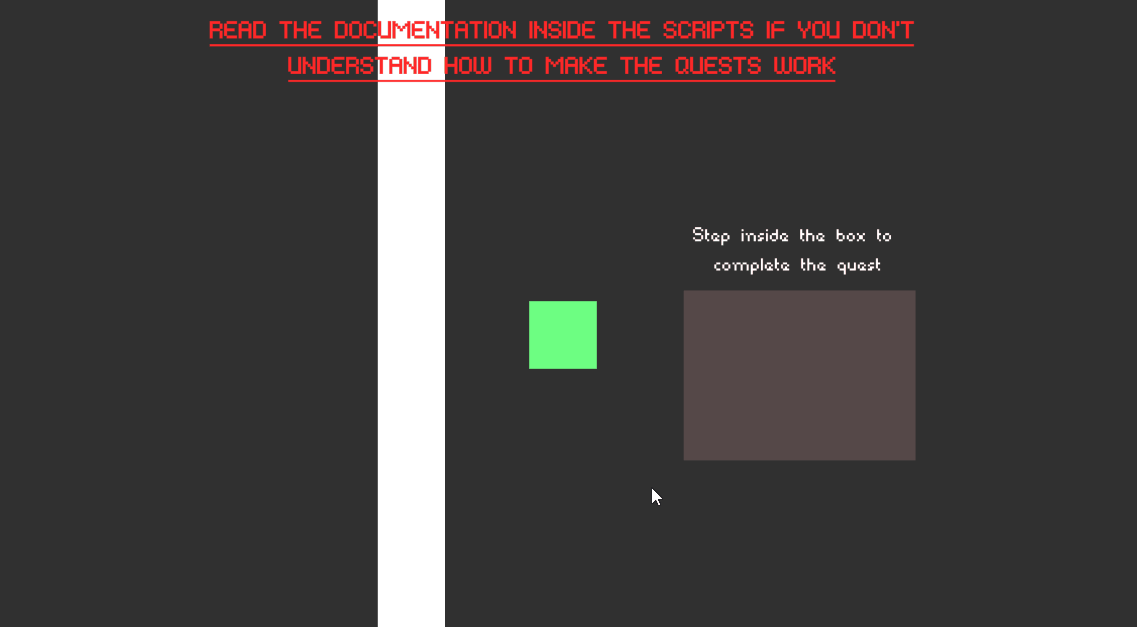 READ THE DOCUMENTATION INSIDE THE SCRIPTS IF YOU DON'T
UNDERSTAND HOW TO MAKE THE QUESTS WORK
Step inside the box to
complete the quest